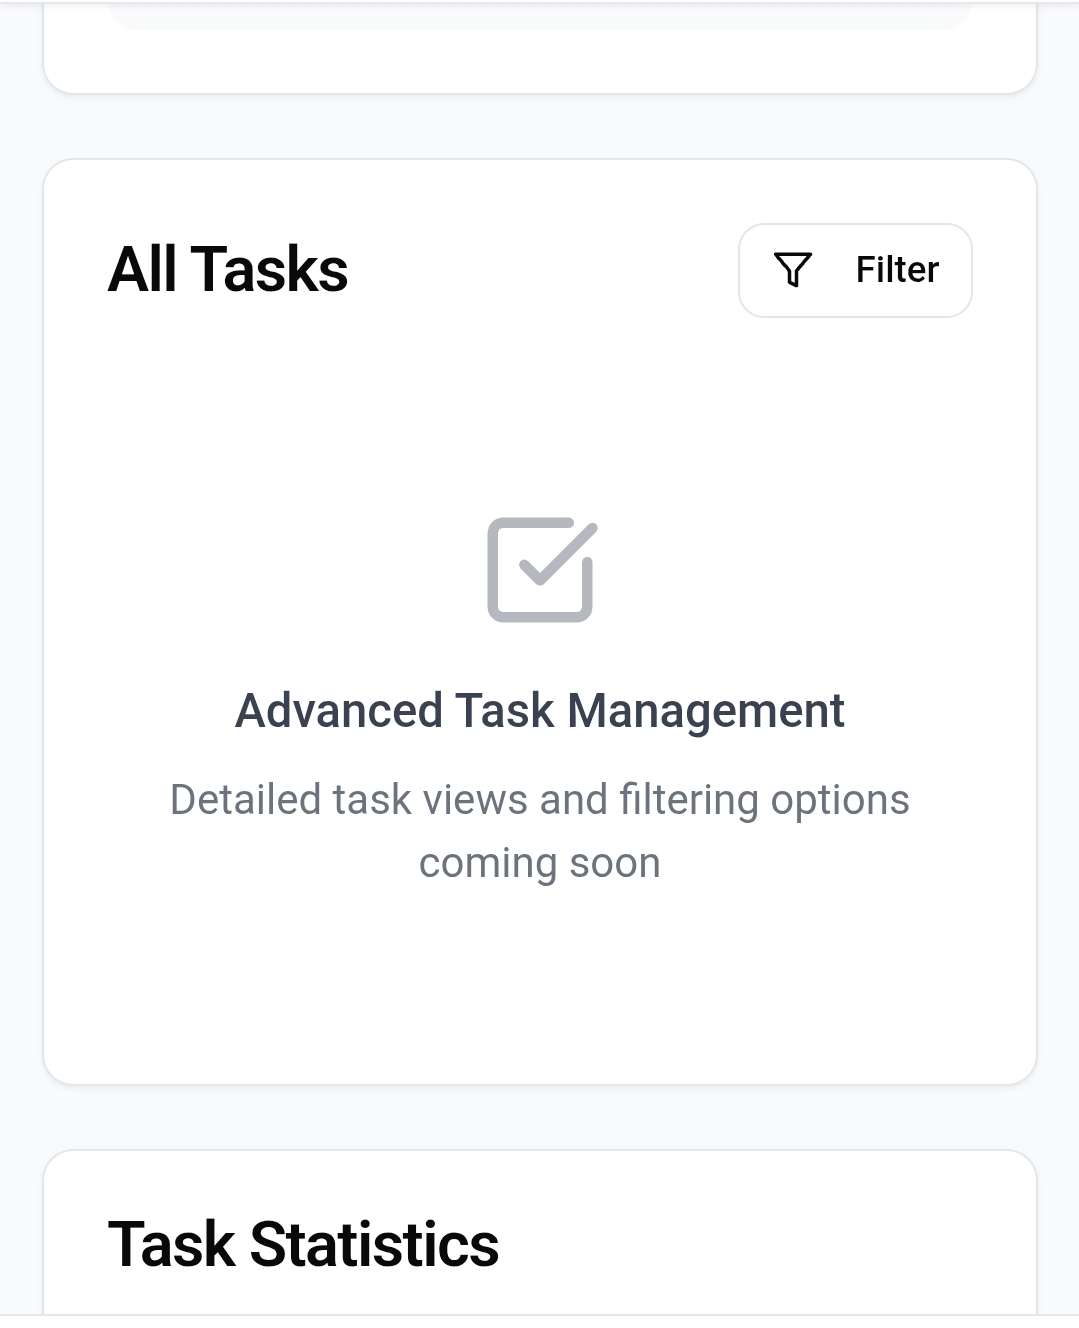 All Tasks
Filter
Advanced Task Management
Detailed task views and filtering options
coming soon
Task Statistics